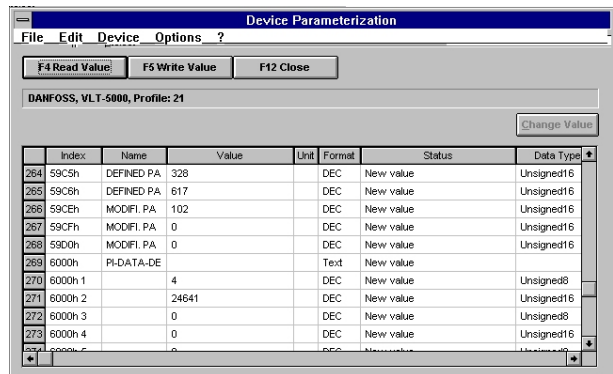 Device Parameterization
File Edit Device Options ?
F4 Read Value F5 Write Value F12 Close
DANFOSS, VLT-5000, Profile: 21
Change Value
Index Name Value Unit Format Status Data Type
264 59C5h DEFINED PA 328 DEC New value Unsigned16
265 59C6h DEFINED PA 617 DEC New value Unsigned16
266 59CEh MODIFI. PA 102 DEC New value Unsigned16
267 59CFh MODIFI. PA 0 DEC New value Unsigned16
268 59D0h MODIFI. PA 0 DEC New value Unsigned16
269 6000h PI-DATA-DE Text New value
270 6000h 1 4 DEC New value Unsigned8
271 6000h 2 24641 DEC New value Unsigned16
272 6000h 3 0 DEC New value Unsigned8
273 6000h 4 0 DEC New value Unsigned16